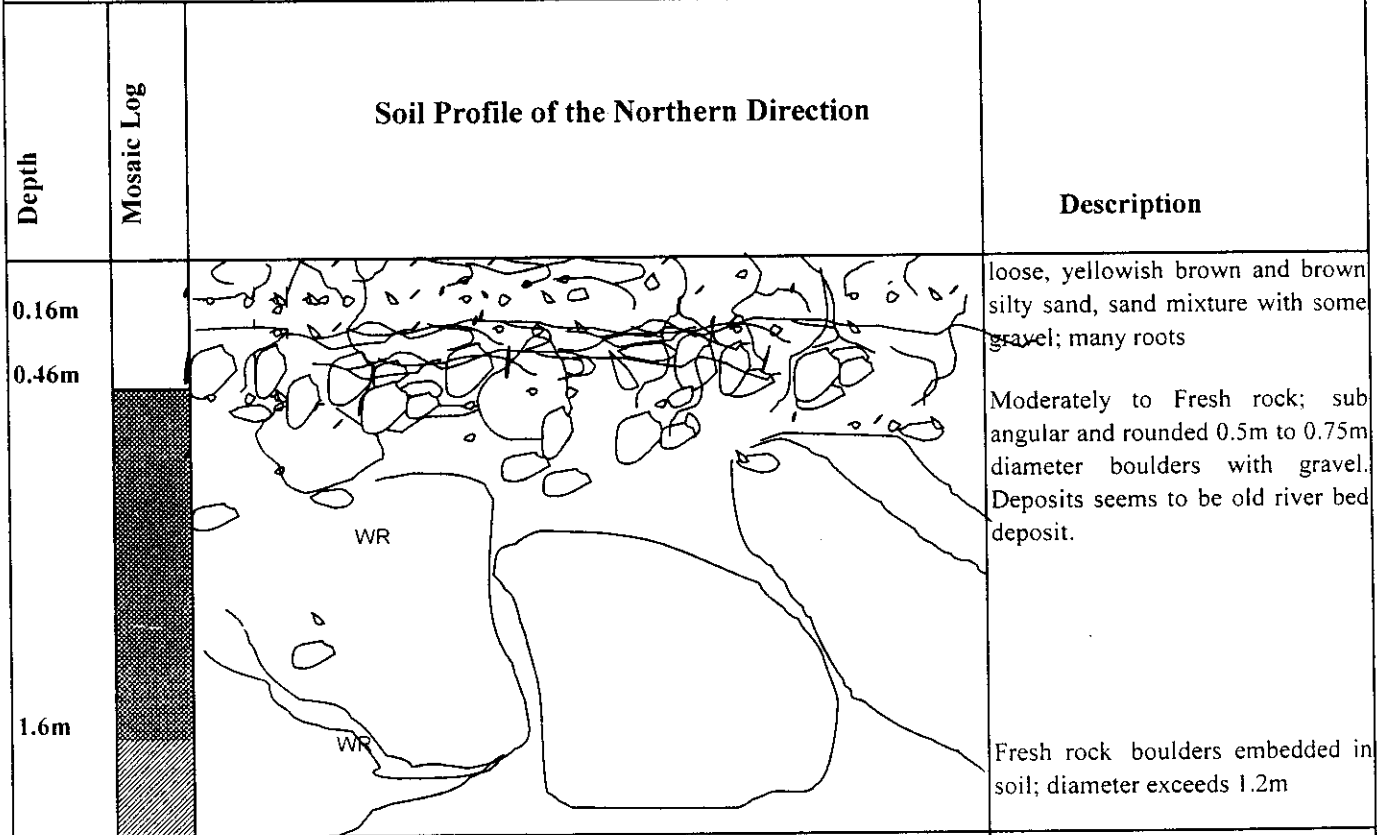 Depth
Mosaic Log
Soil Profile of the Northern Direction
Description
0.16m
0.46m
1.6m
WR
WR
loose, yellowish brown and brown
silty sand, sand mixture with some
gravel; many roots
Moderately to Fresh rock; sub
angular and rounded 0.5m to 0.75m
diameter boulders with gravel.
Deposits seems to be old river bed
deposit.
Fresh rock boulders embedded in
soil; diameter exceeds 1.2m